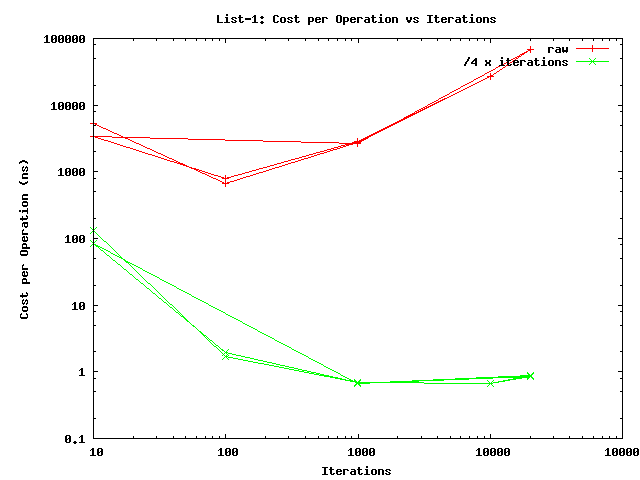 List-1: Cost per Operation vs Iterations
100000
raw
/4 x iterations
10000
1000
100
10
1
0.1
Cost per Operation (ns)
10 100 1000 10000 10000
Iterations